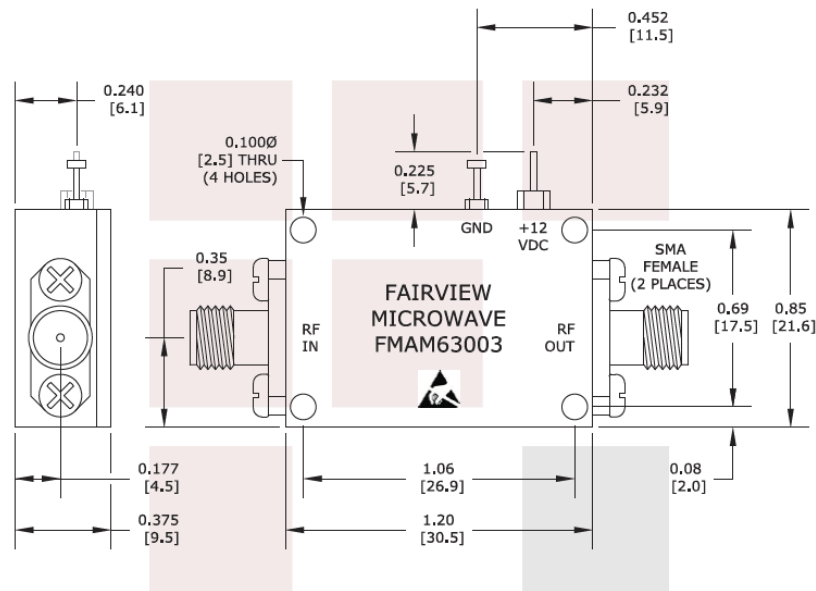 0.452
[11.5]
0.240
[6.1]
0.232
[5.9]
0.100Ø
[2.5] THRU
(4 HOLES)
0.225
[5.7]
GND
+12
VDC
0.35
[8.9]
SMA
FEMALE
(2 PLACES)
FAIRVIEW
MICROWAVE
FMAM63003
RF
IN
RF
OUT
0.69
[17.5]
0.85
[21.6]
0.177
[4.5]
1.06
[26.9]
0.08
[2.0]
0.375
[9.5]
1.20
[30.5]